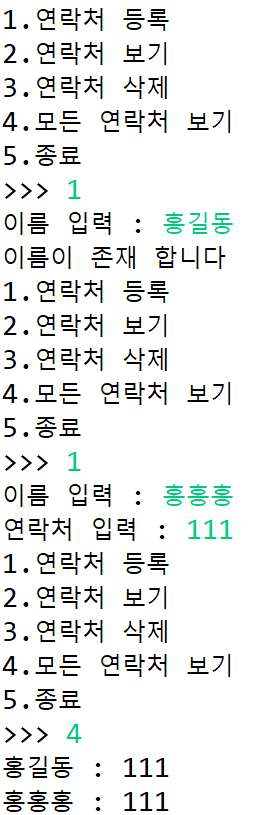 1.연락처 등록
2.연락처 보기
3.연락처 삭제
4.모든 연락처 보기
5.종료
>>> 1
이름 입력 : 홍길동
이름이 존재 합니다
1.연락처 등록
2.연락처 보기
3.연락처 삭제
4.모든 연락처 보기
5.종료
>>> 1
이름 입력 : 홍홍홍
연락처 입력 : 111
1.연락처 등록
2.연락처 보기
3.연락처 삭제
4.모든 연락처 보기
5.종료
>>> 4
홍길동 : 111
홍홍홍 : 111